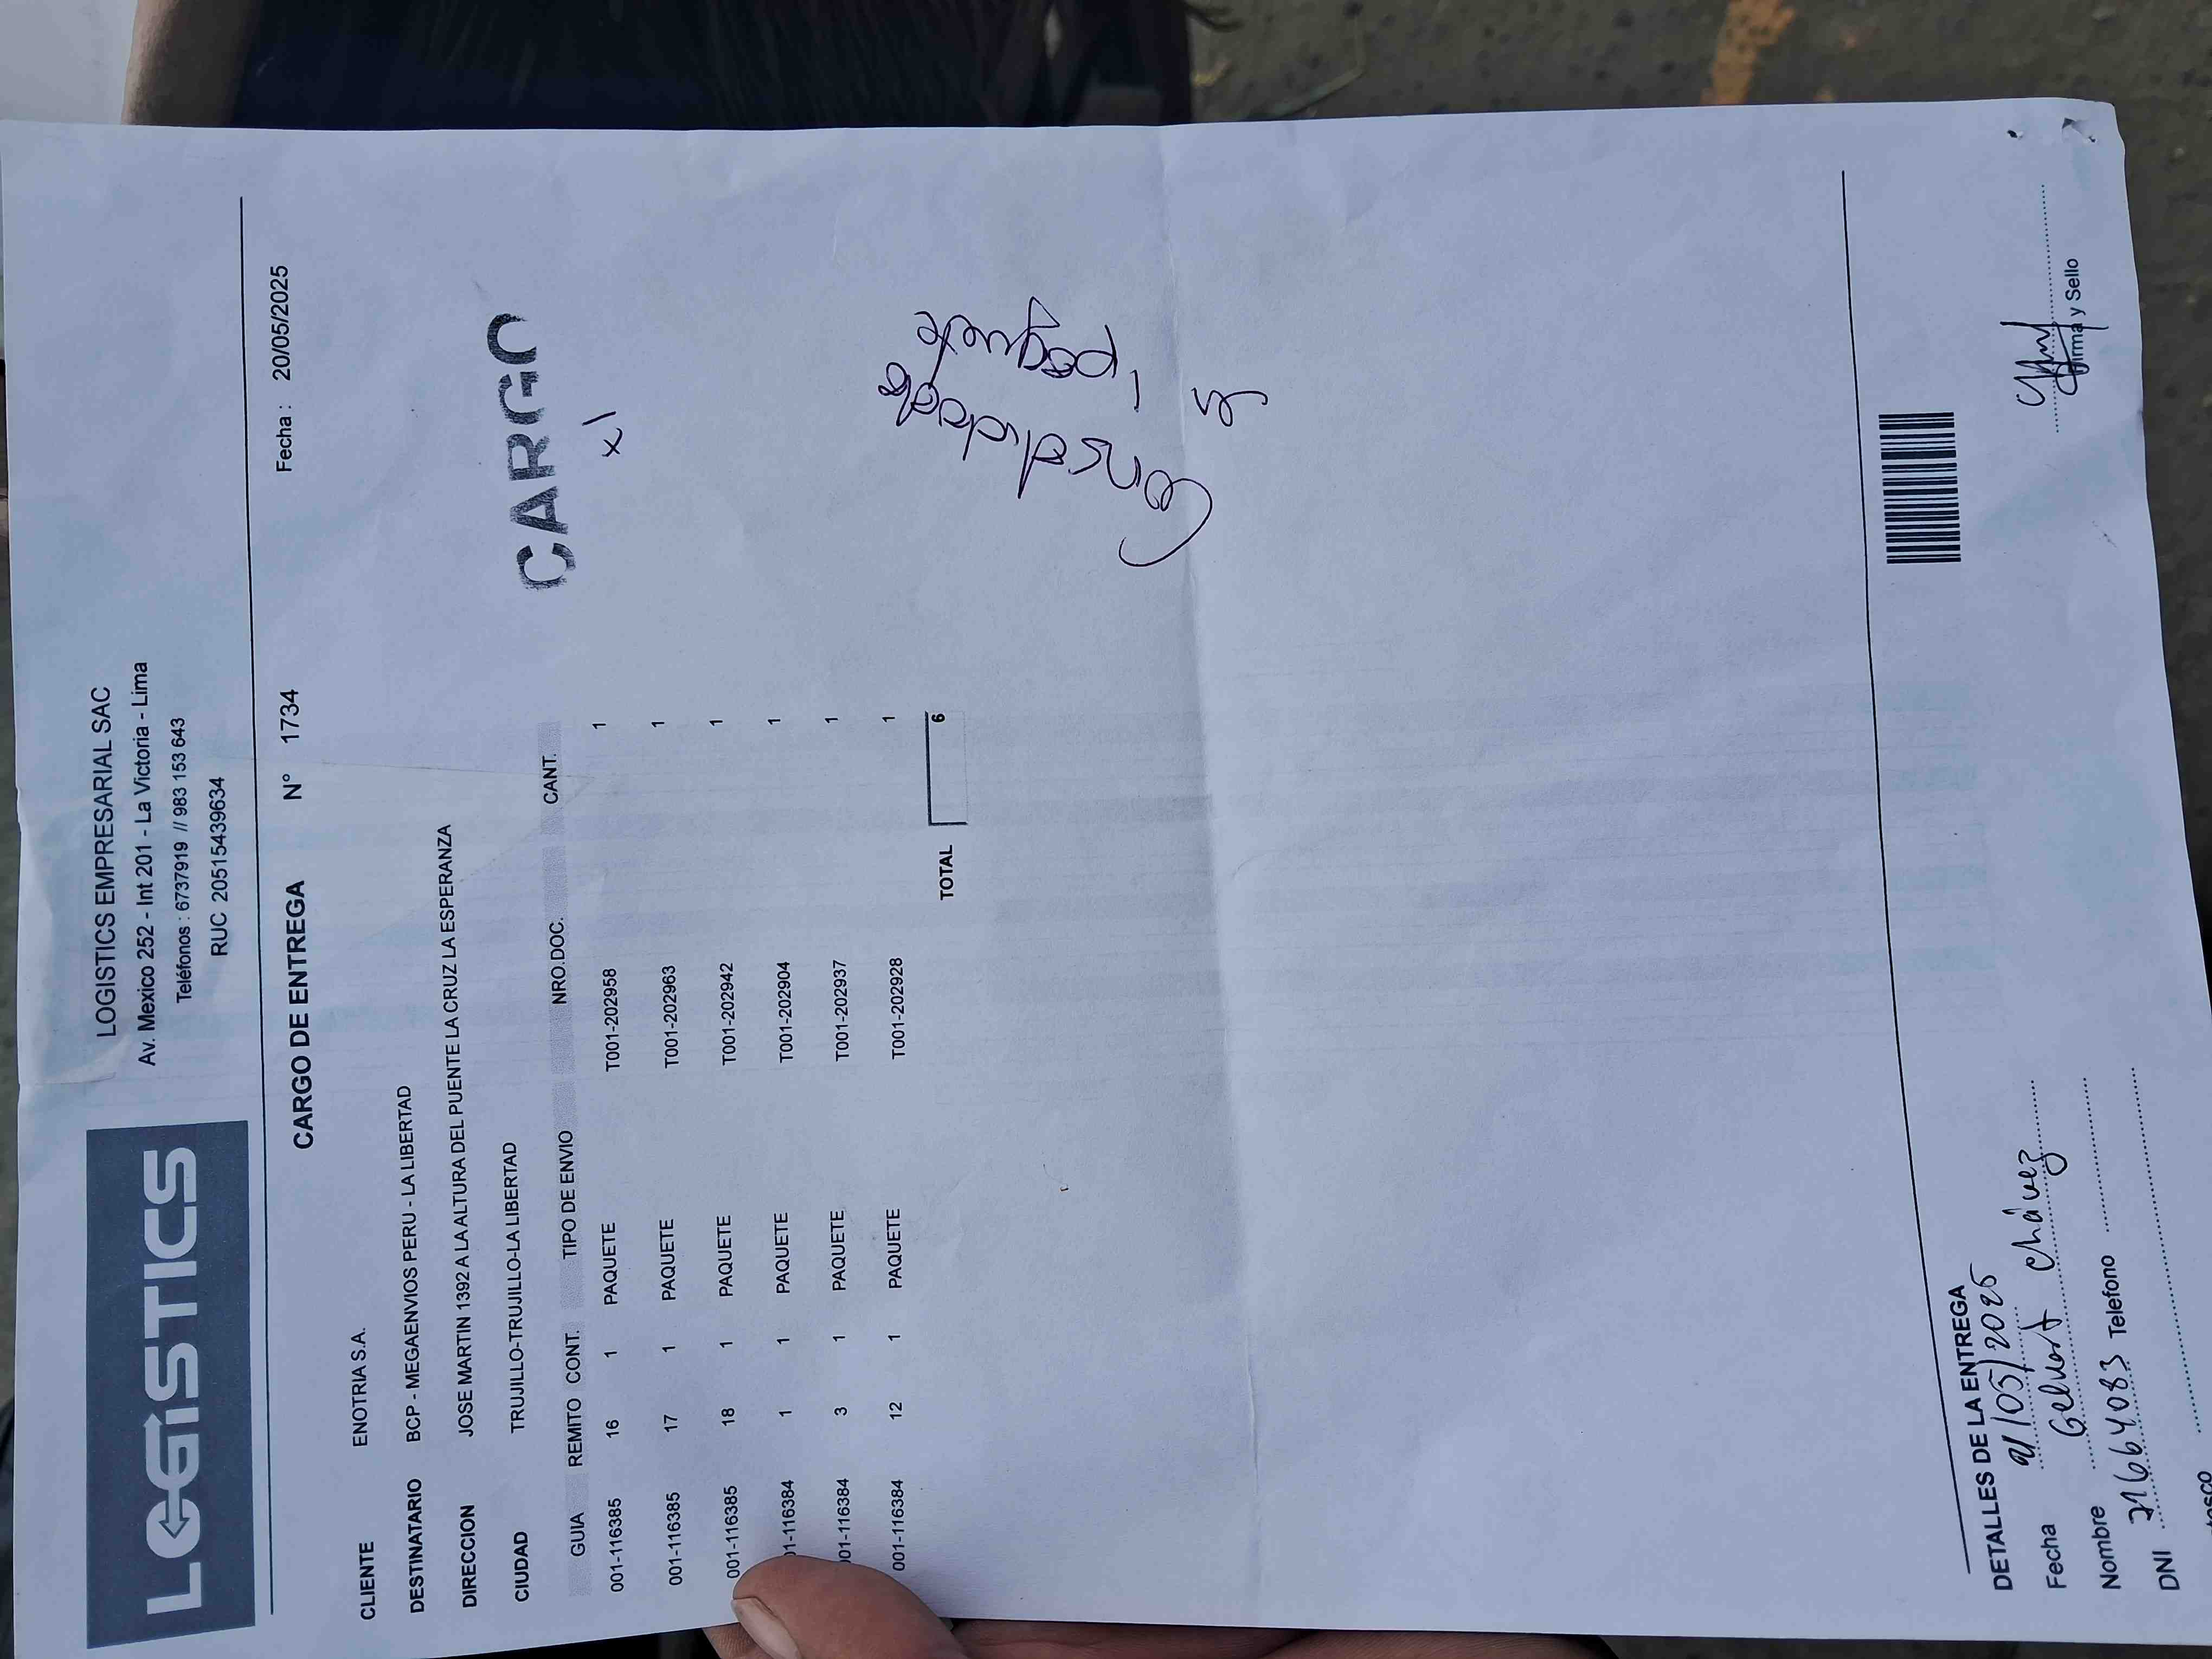 LOGISTICS
LOGISTICS EMPRESARIAL SAC
Av. Mexico 252 - Int 201 - La Victoria - Lima
Teléfonos : 6737919 // 983 153 643
RUC 20515439634
CARGO DE ENTREGA N° 1734 Fecha : 20/05/2025
CLIENTE ENOTRIA S.A.
DESTINATARIO BCP - MEGAENVIOS PERU - LA LIBERTAD
DIRECCION JOSE MARTIN 1392 A LA ALTURA DEL PUENTE LA CRUZ LA ESPERANZA
CIUDAD TRUJILLO-TRUJILLO-LA LIBERTAD
CARGO
GUIA REMITO CONT. TIPO DE ENVIO NRO.DOC. CANT.
x1
001-116385 16 1 PAQUETE T001-202958 1
001-116385 17 1 PAQUETE T001-202963 1
001-116385 18 1 PAQUETE T001-202942 1
01-116384 1 1 PAQUETE T001-202904 1
001-116384 3 1 PAQUETE T001-202937 1
001-116384 12 1 PAQUETE T001-202928 1
TOTAL 6
Consolidado
en
1 paquete
DETALLES DE LA ENTREGA
Fecha 21/05/2025
Nombre Chávez
DNI Telefono
Firma y Sello